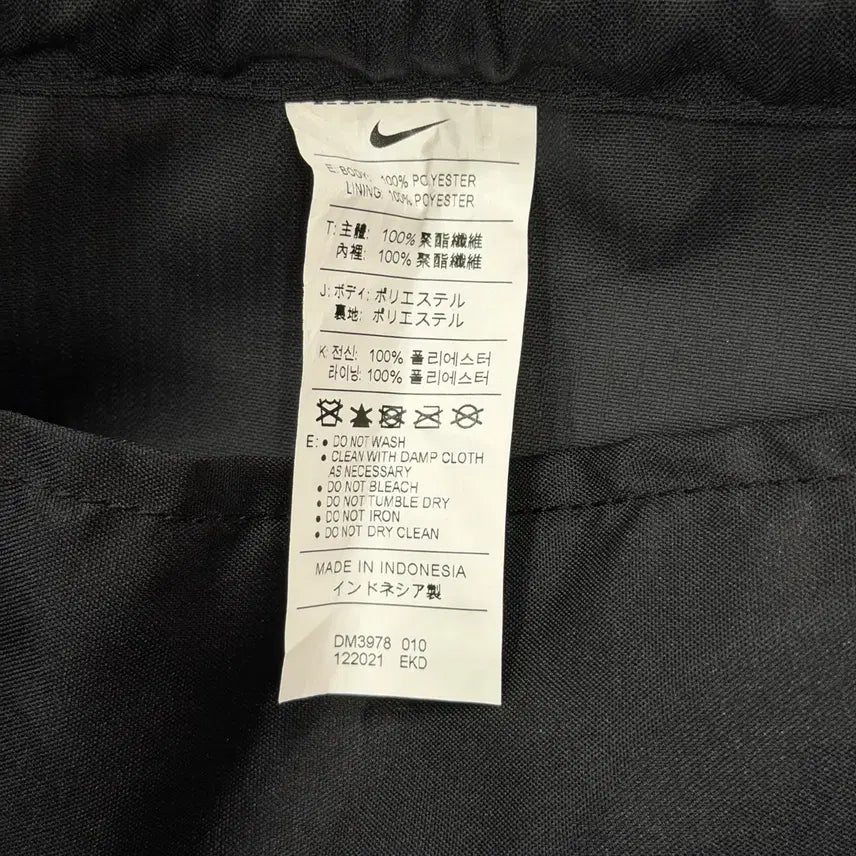 E: BODY: 100% POLYESTER
LINING: 100% POLYESTER
T: 主體: 100% 聚酯纖維
內裡: 100% 聚酯纖維
J: ボディ: ポリエステル
裏地: ポリエステル
K: 전신: 100% 폴리에스터
라이닝: 100% 폴리에스터
E: • DO NOT WASH
• CLEAN WITH DAMP CLOTH
AS NECESSARY
• DO NOT BLEACH
• DO NOT TUMBLE DRY
• DO NOT IRON
• DO NOT DRY CLEAN
MADE IN INDONESIA
インドネシア製
DM3978 010
122021 EKD